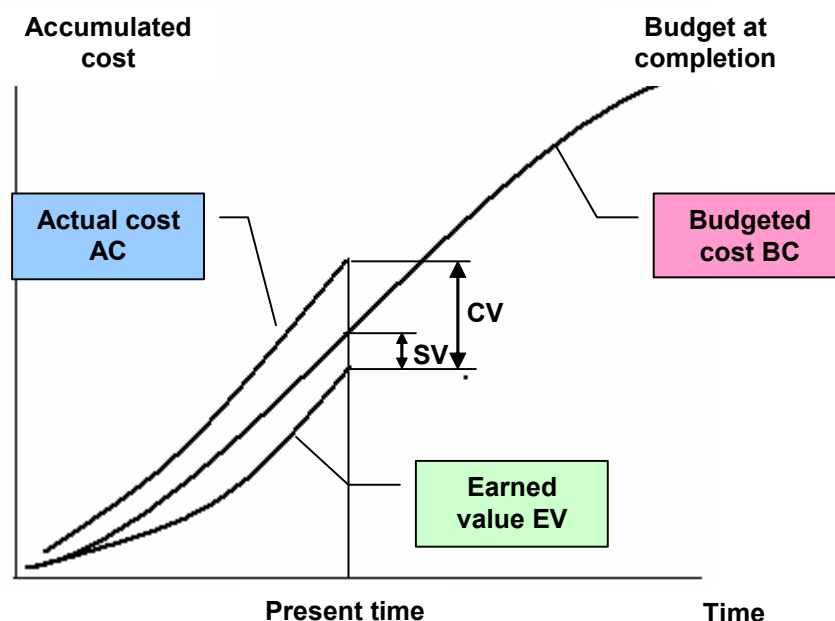 Accumulated
cost
Budget at
completion
Actual cost
AC
Budgeted
cost BC
CV
SV
Earned
value EV
Present time
Time